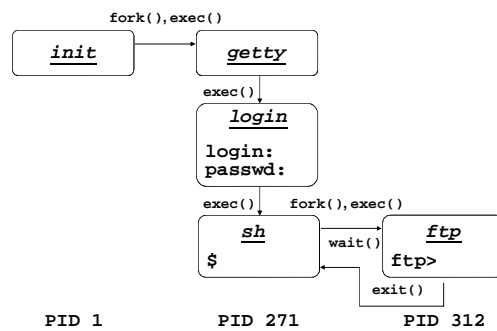 fork(),exec()
init
getty
exec()
login
login:
passwd:
exec()
fork(),exec()
sh
$
wait()
ftp
ftp>
exit()
PID 1
PID 271
PID 312